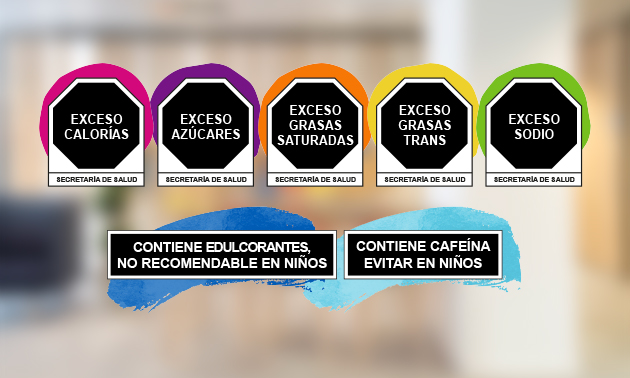 EXCESO
CALORÍAS
SECRETARÍA DE SALUD
EXCESO
AZÚCARES
SECRETARÍA DE SALUD
EXCESO
GRASAS
SATURADAS
SECRETARÍA DE SALUD
EXCESO
GRASAS
TRANS
SECRETARÍA DE SALUD
EXCESO
SODIO
SECRETARÍA DE SALUD
CONTIENE EDULCORANTES,
NO RECOMENDABLE EN NIÑOS
CONTIENE CAFEÍNA
EVITAR EN NIÑOS